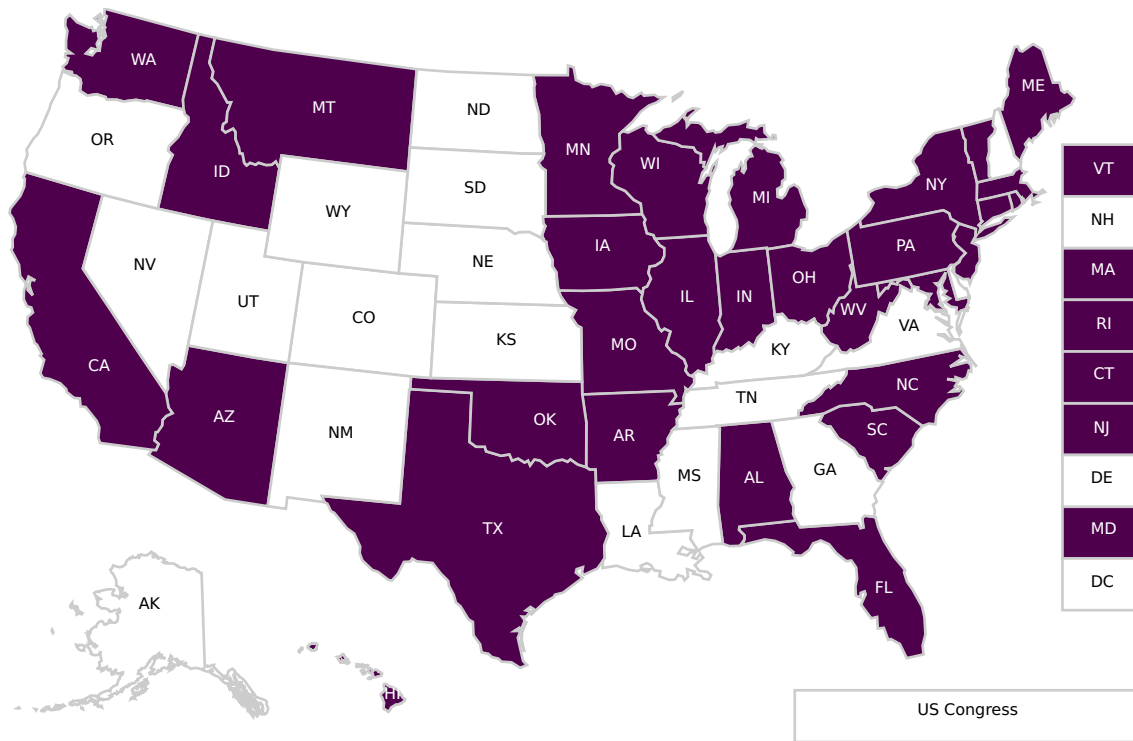 WA
ME
MT
ND
OR
MN
VT
WI
ID
SD
NY
MI
WY
NH
IA
PA
NE
NV
MA
OH
UT
IL
IN
WV
CO
RI
VA
KS
MO
KY
CA
CT
NC
TN
AZ
OK
SC
NM
AR
NJ
GA
MS
AL
DE
TX
LA
MD
DC
FL
AK
HI
US Congress